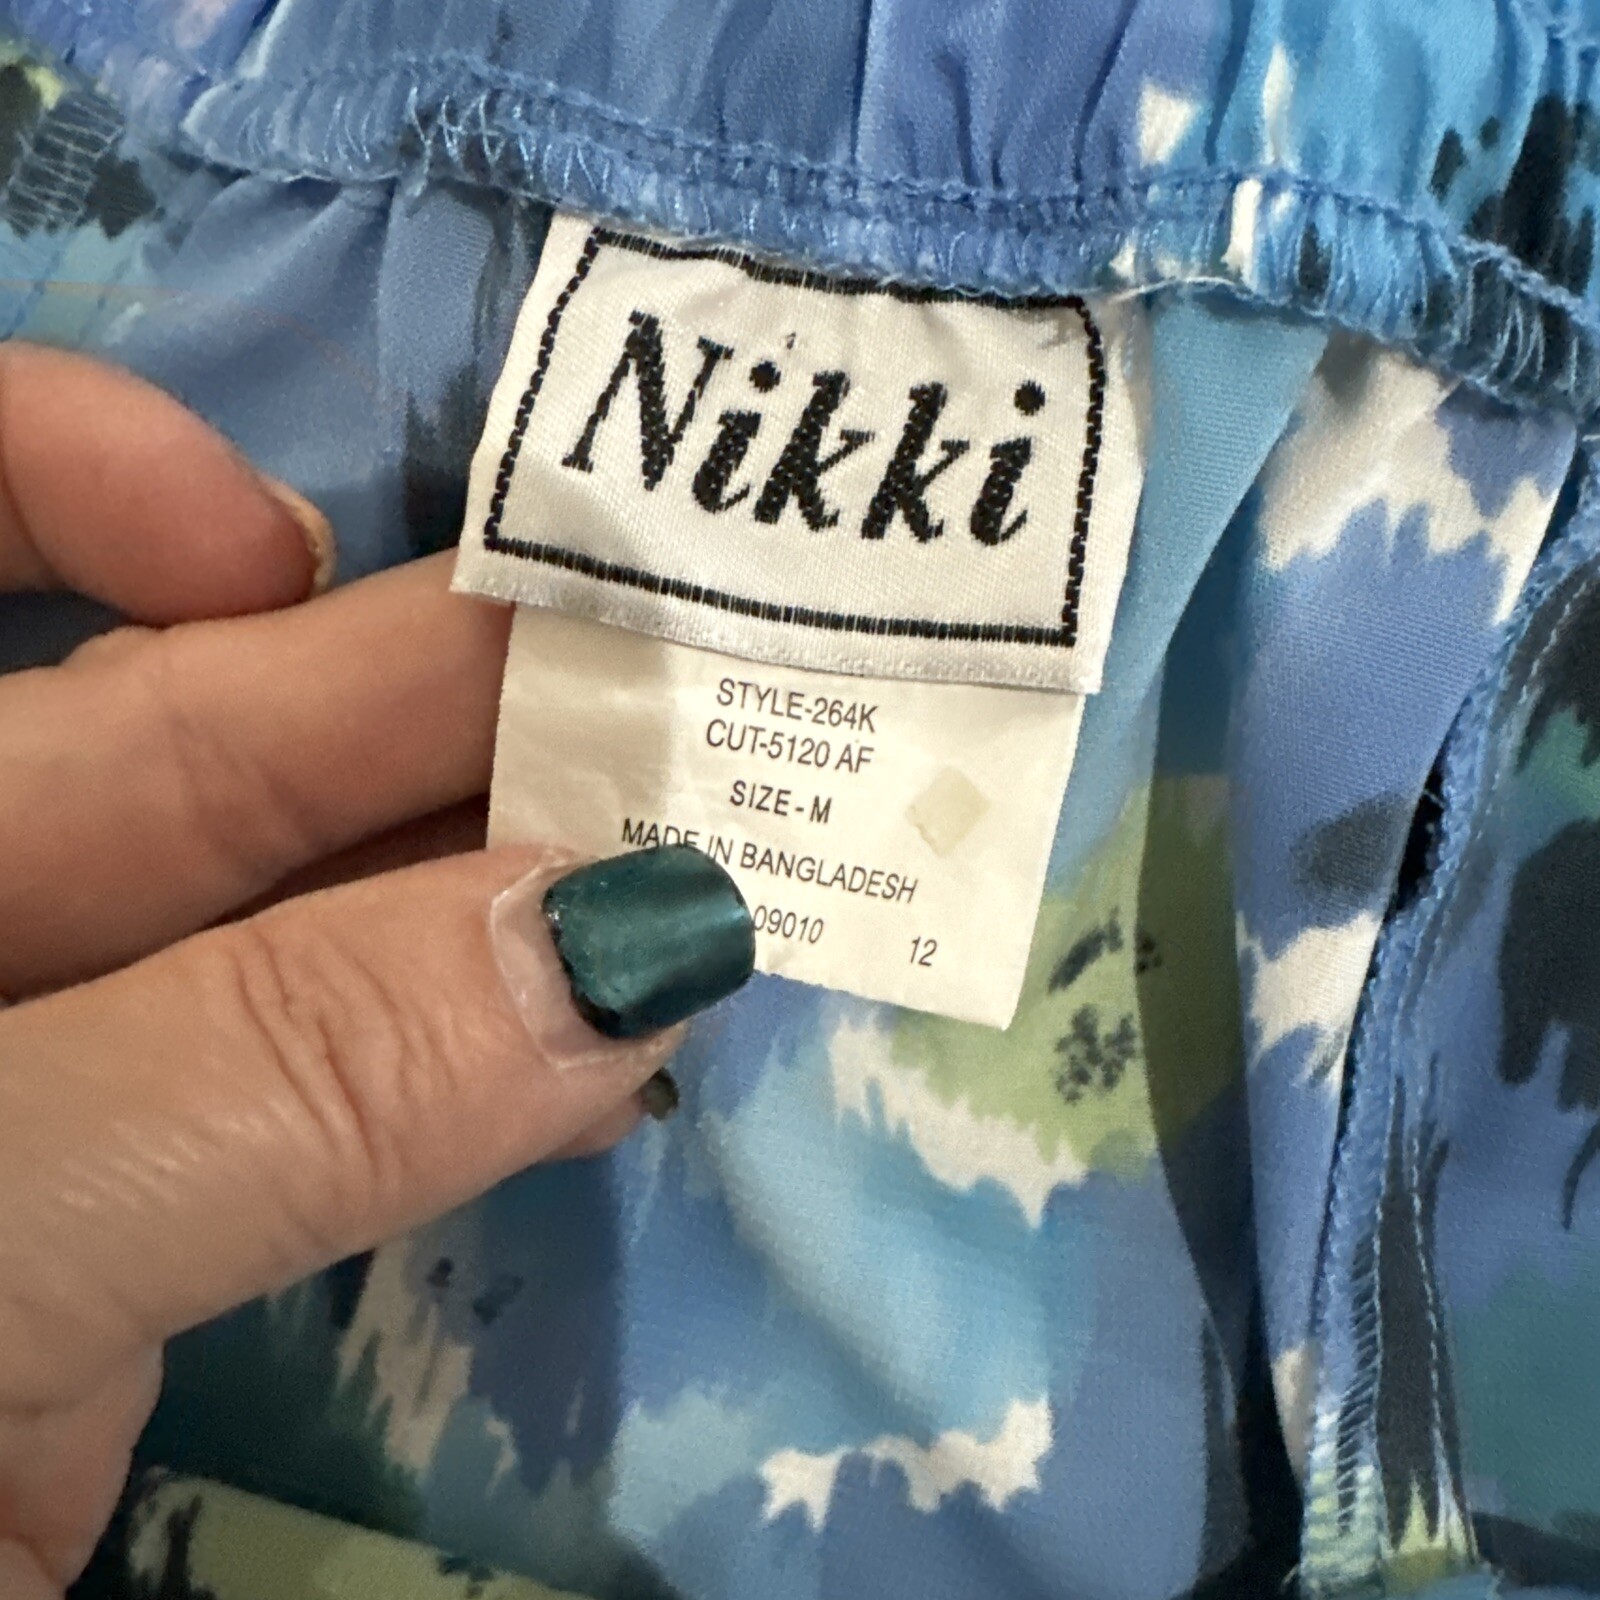 Nikki
STYLE-264K
CUT-5120 AF
SIZE-M
MADE IN BANGLADESH
09010 12